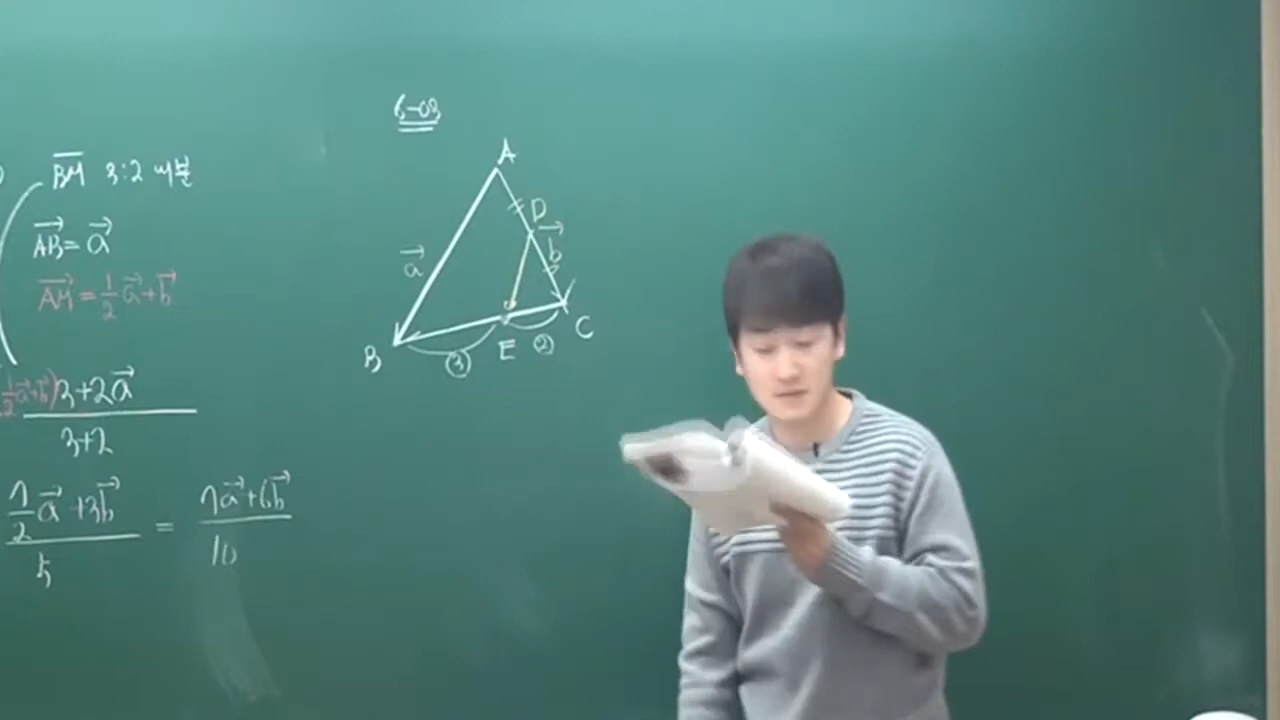 BM 3:2 내분
AB = a
AM = 1/2 a + b
3+2a
3+2
7/2 a + 3b = 7a + 6b
5
10
6-03
A
D
a
b
B
③
E
②
C